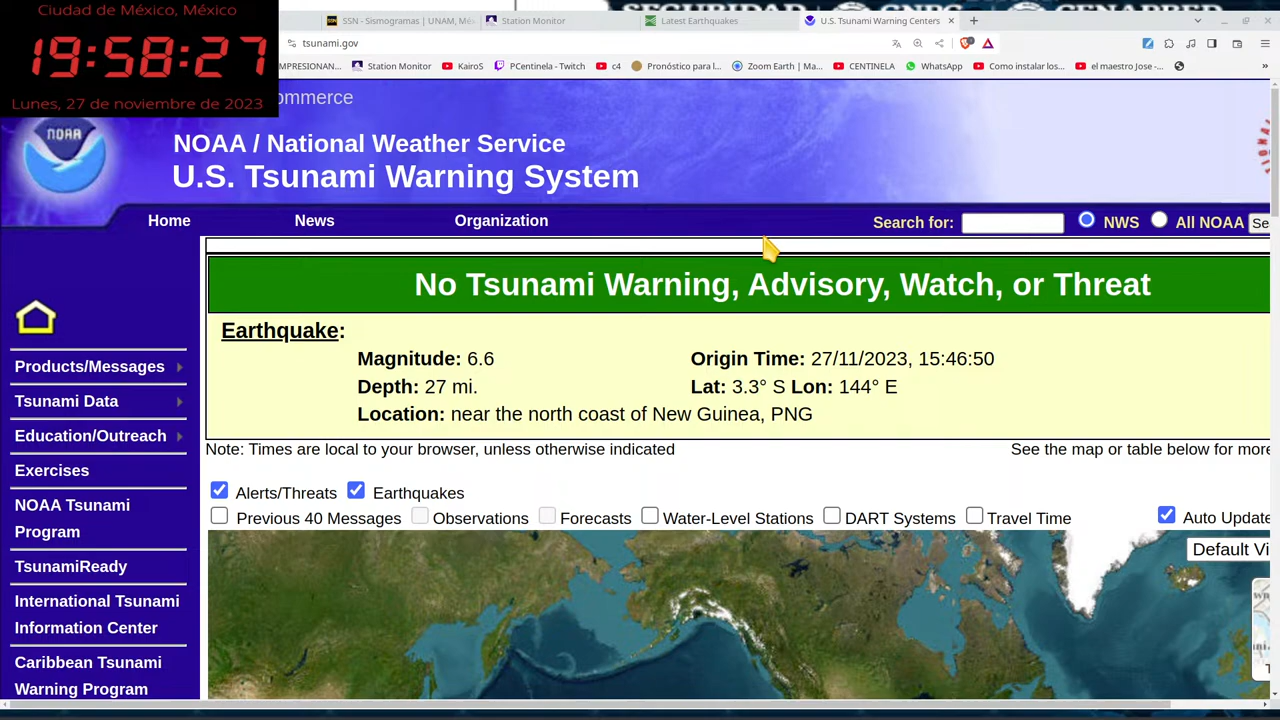 Ciudad de México, México
19:58:27
Lunes, 27 de noviembre de 2023
SSN - Sismogramas | UNAM, Mé
Station Monitor
Latest Earthquakes
U.S. Tsunami Warning Centers
tsunami.gov
IMPRESIONAN...
Station Monitor
KairoS
PCentinela - Twitch
c4
Pronóstico para l...
Zoom Earth | Ma...
CENTINELA
WhatsApp
Como instalar los...
el maestro Jose -...
ommerce
NOAA
NOAA / National Weather Service
U.S. Tsunami Warning System
Home News Organization
Search for: NWS All NOAA Se
No Tsunami Warning, Advisory, Watch, or Threat
Earthquake:
Magnitude: 6.6 Origin Time: 27/11/2023, 15:46:50
Depth: 27 mi. Lat: 3.3° S Lon: 144° E
Location: near the north coast of New Guinea, PNG
Note: Times are local to your browser, unless otherwise indicated See the map or table below for more
Alerts/Threats Earthquakes
Previous 40 Messages Observations Forecasts Water-Level Stations DART Systems Travel Time Auto Update
Default Vi
Products/Messages
Tsunami Data
Education/Outreach
Exercises
NOAA Tsunami
Program
TsunamiReady
International Tsunami
Information Center
Caribbean Tsunami
Warning Program